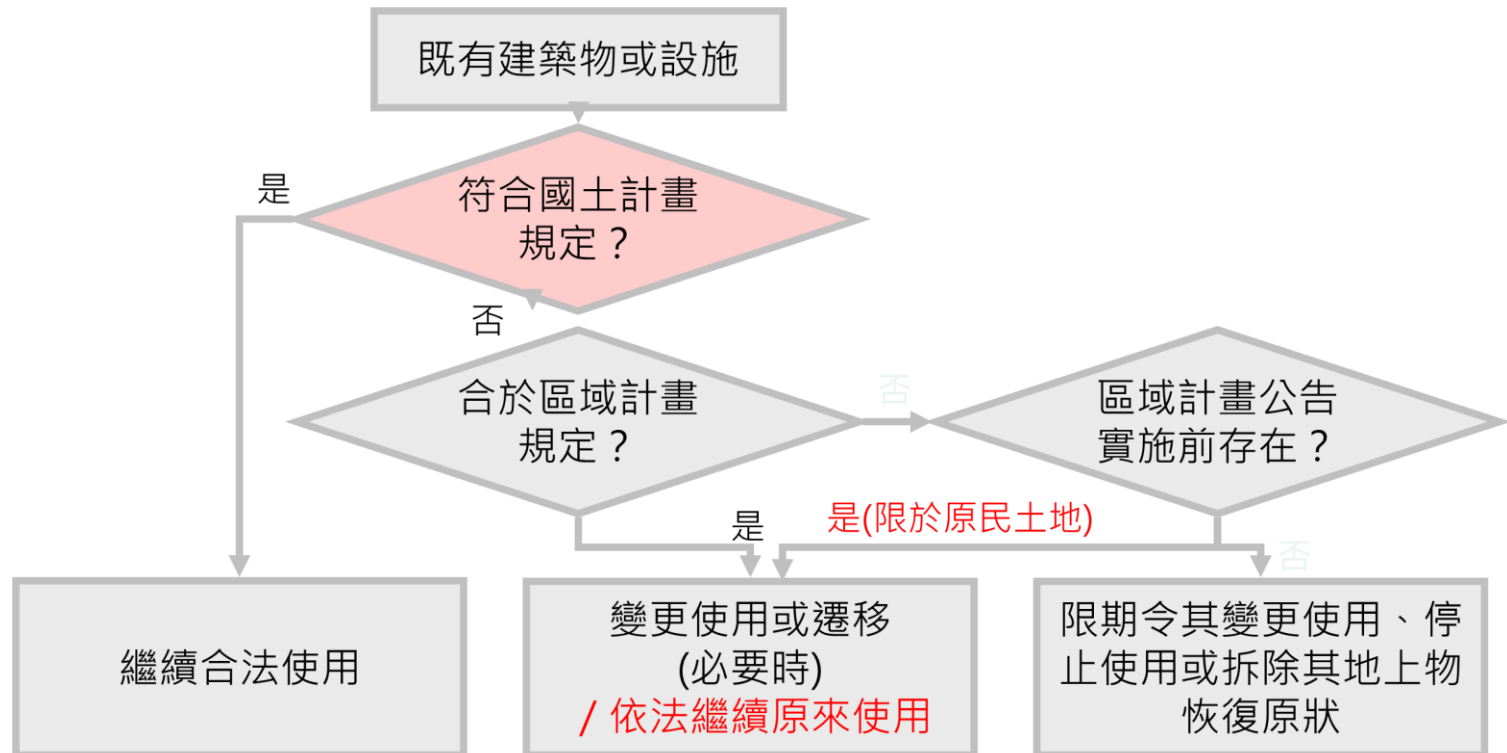 既有建築物或設施
是
符合國土計畫
規定？
否
合於區域計畫
規定？
否
區域計畫公告
實施前存在？
是
是(限於原民土地)
否
繼續合法使用
變更使用或遷移
(必要時)
/ 依法繼續原來使用
限期令其變更使用、停
止使用或拆除其地上物
恢復原狀